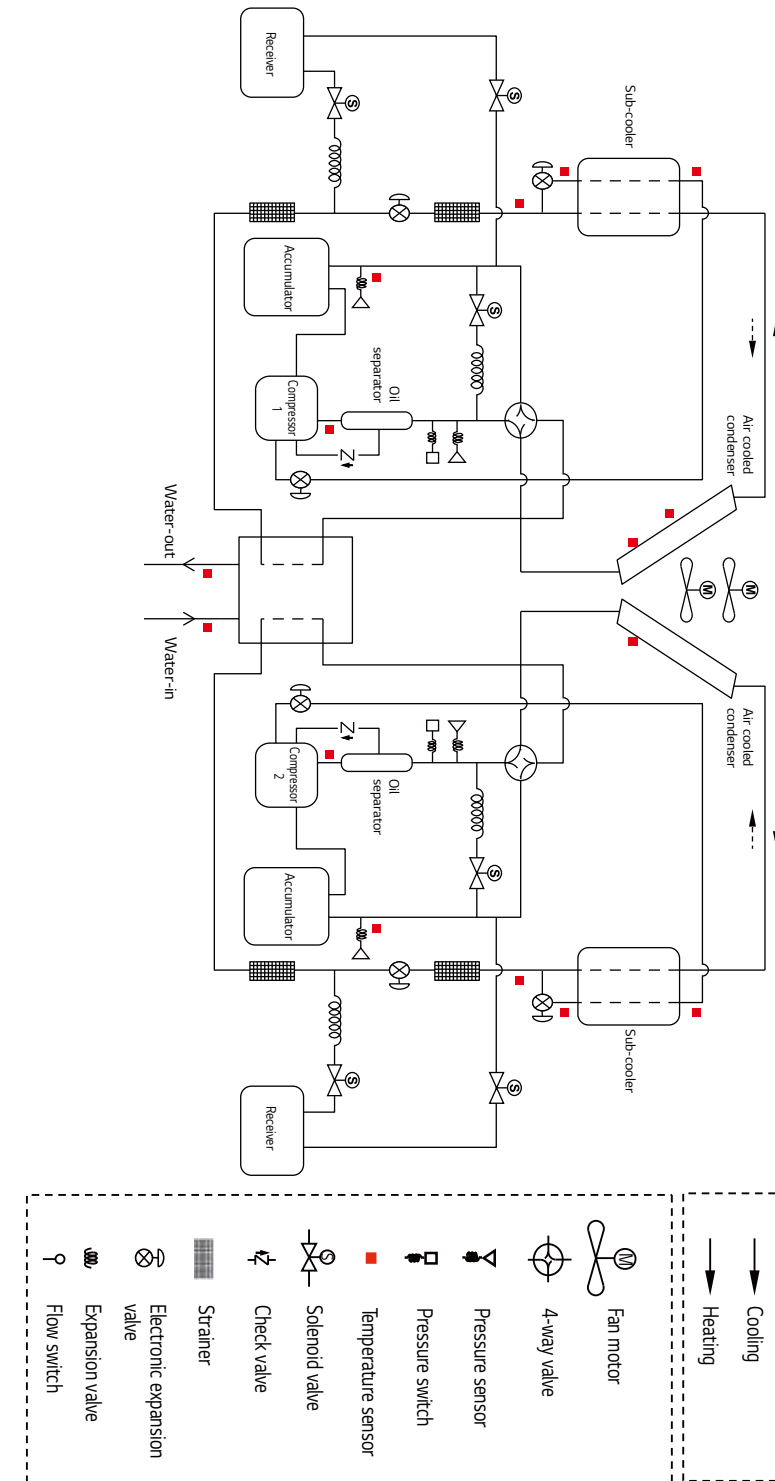 Receiver
S
S
Sub-cooler
Accumulator
S
Oil
separator
Compressor
1
Air cooled
condenser
Water-out
Water-in
M
M
Air cooled
condenser
Compressor
2
Oil
separator
S
Accumulator
Sub-cooler
S
S
Receiver
Cooling
Heating
M
Fan motor
4-way valve
Pressure sensor
Pressure switch
Temperature sensor
S
Solenoid valve
Check valve
Strainer
Electronic expansion
valve
Expansion valve
Flow switch